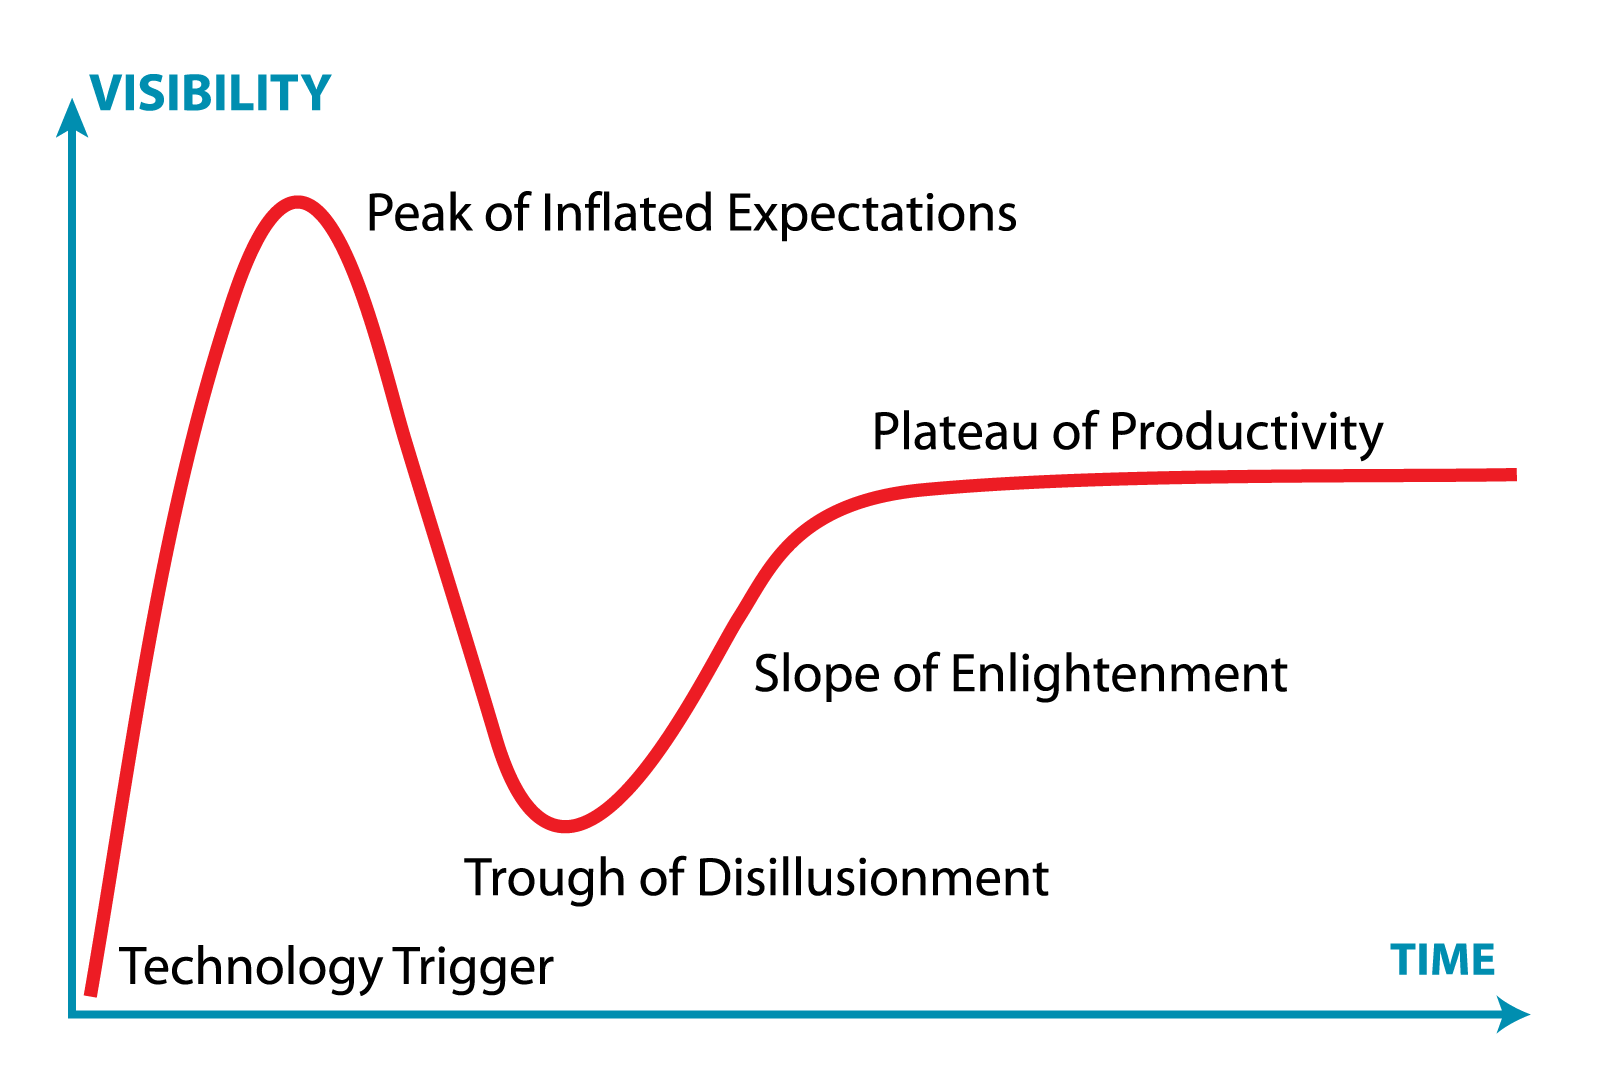 VISIBILITY
Peak of Inflated Expectations
Plateau of Productivity
Slope of Enlightenment
Trough of Disillusionment
Technology Trigger
TIME